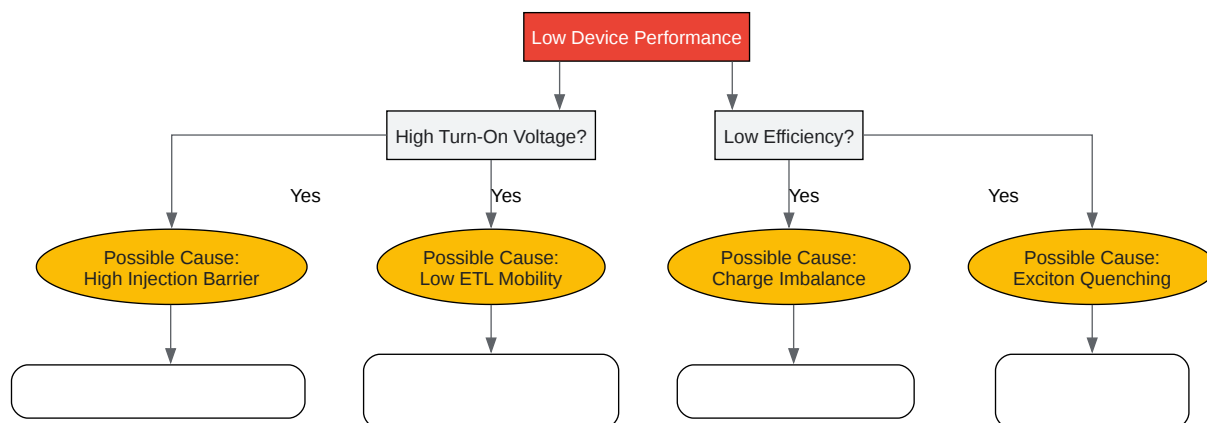 Low Device Performance
High Turn-On Voltage?
Low Efficiency?
Yes
Yes
Yes
Yes
Possible Cause:
High Injection Barrier
Possible Cause:
Low ETL Mobility
Possible Cause:
Charge Imbalance
Possible Cause:
Exciton Quenching